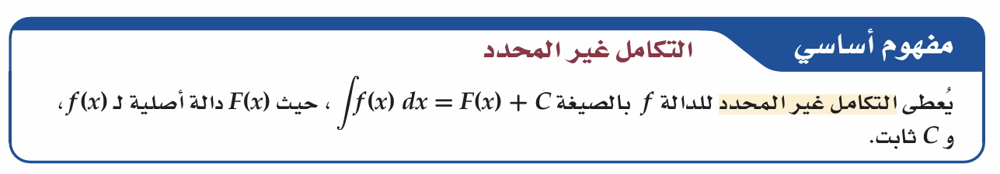 مفهوم أساسي
التكامل غير المحدد
يُعطى التكامل غير المحدد للدالة f بالصيغة ∫f(x) dx = F(x) + C ، حيث F(x) دالة أصلية لـ f(x)،
و C ثابت.